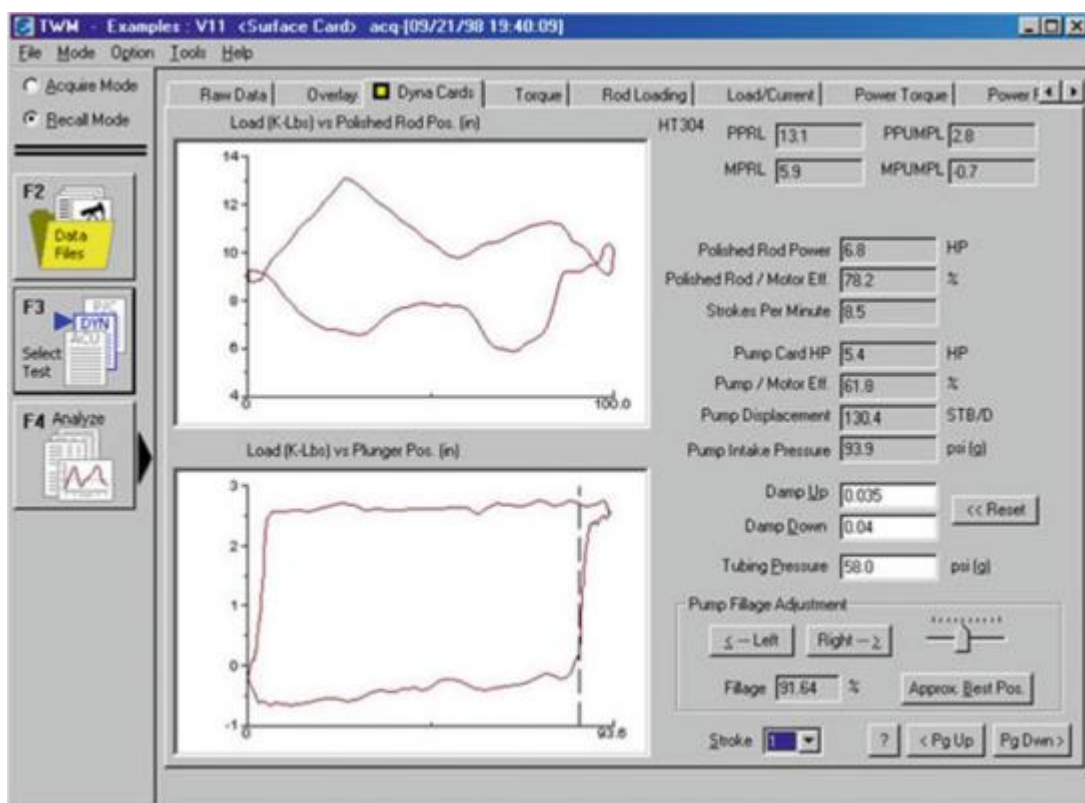 TWM - Examples : V11 <Surface Card> acq-[09/21/98 19:40:09]
File Mode Option Tools Help
Acquire Mode
Recall Mode
F2
Data
Files
F3
DYN
ACU
Select
Test
F4 Analyze
Raw Data Overlay Dyna Cards Torque Rod Loading Load/Current Power Torque Power
Load (K-Lbs) vs Polished Rod Pos. (in)
14
12
10
8
6
4
0 100.0
Load (K-Lbs) vs Plunger Pos. (in)
3
2
1
0
-1
0 93.6
HT304
PPRL 13.1 PPUMPL 2.8
MPRL 5.9 MPUMPL -0.7
Polished Rod Power 6.8 HP
Polished Rod / Motor Eff. 78.2 %
Strokes Per Minute 8.5
Pump Card HP 5.4 HP
Pump / Motor Eff. 61.8 %
Pump Displacement 130.4 STB/D
Pump Intake Pressure 93.9 psi (g)
Damp Up 0.035
<< Reset
Damp Down 0.04
Tubing Pressure 58.0 psi (g)
Pump Fillage Adjustment
< -- Left Right -- >
Fillage 91.64 % Approx. Best Pos.
Stroke 1 ? < Pg Up Pg Dwn >